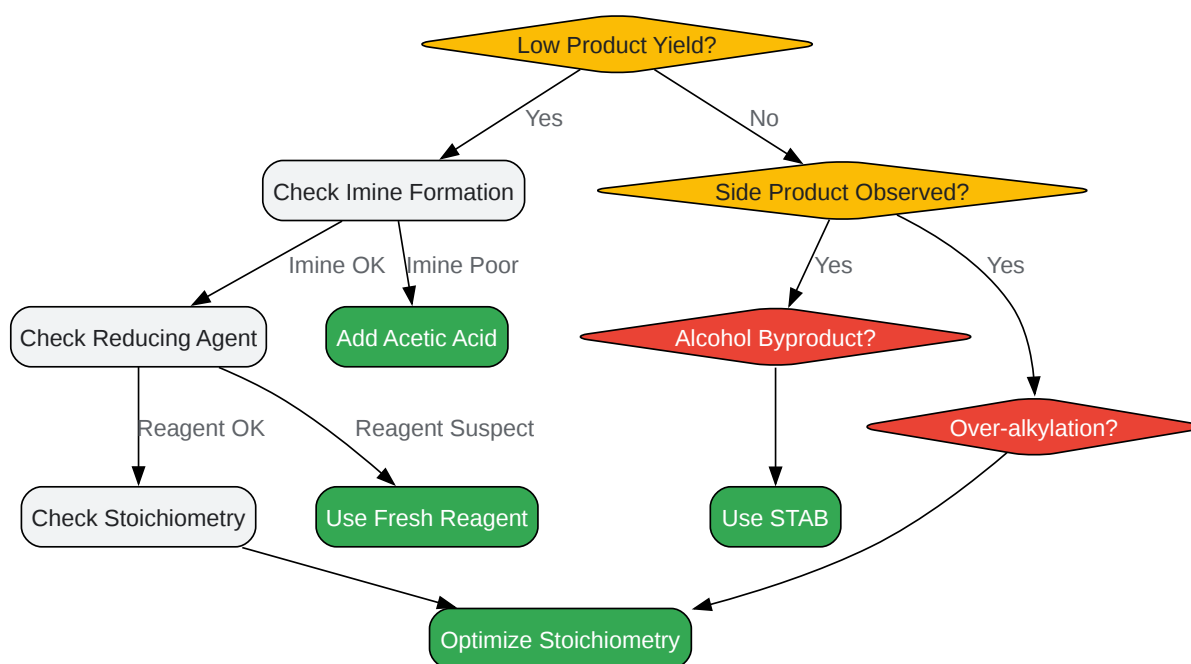 Low Product Yield?
Yes
No
Check Imine Formation
Side Product Observed?
Imine OK
Imine Poor
Yes
Yes
Check Reducing Agent
Add Acetic Acid
Alcohol Byproduct?
Reagent OK
Reagent Suspect
Over-alkylation?
Check Stoichiometry
Use Fresh Reagent
Use STAB
Optimize Stoichiometry